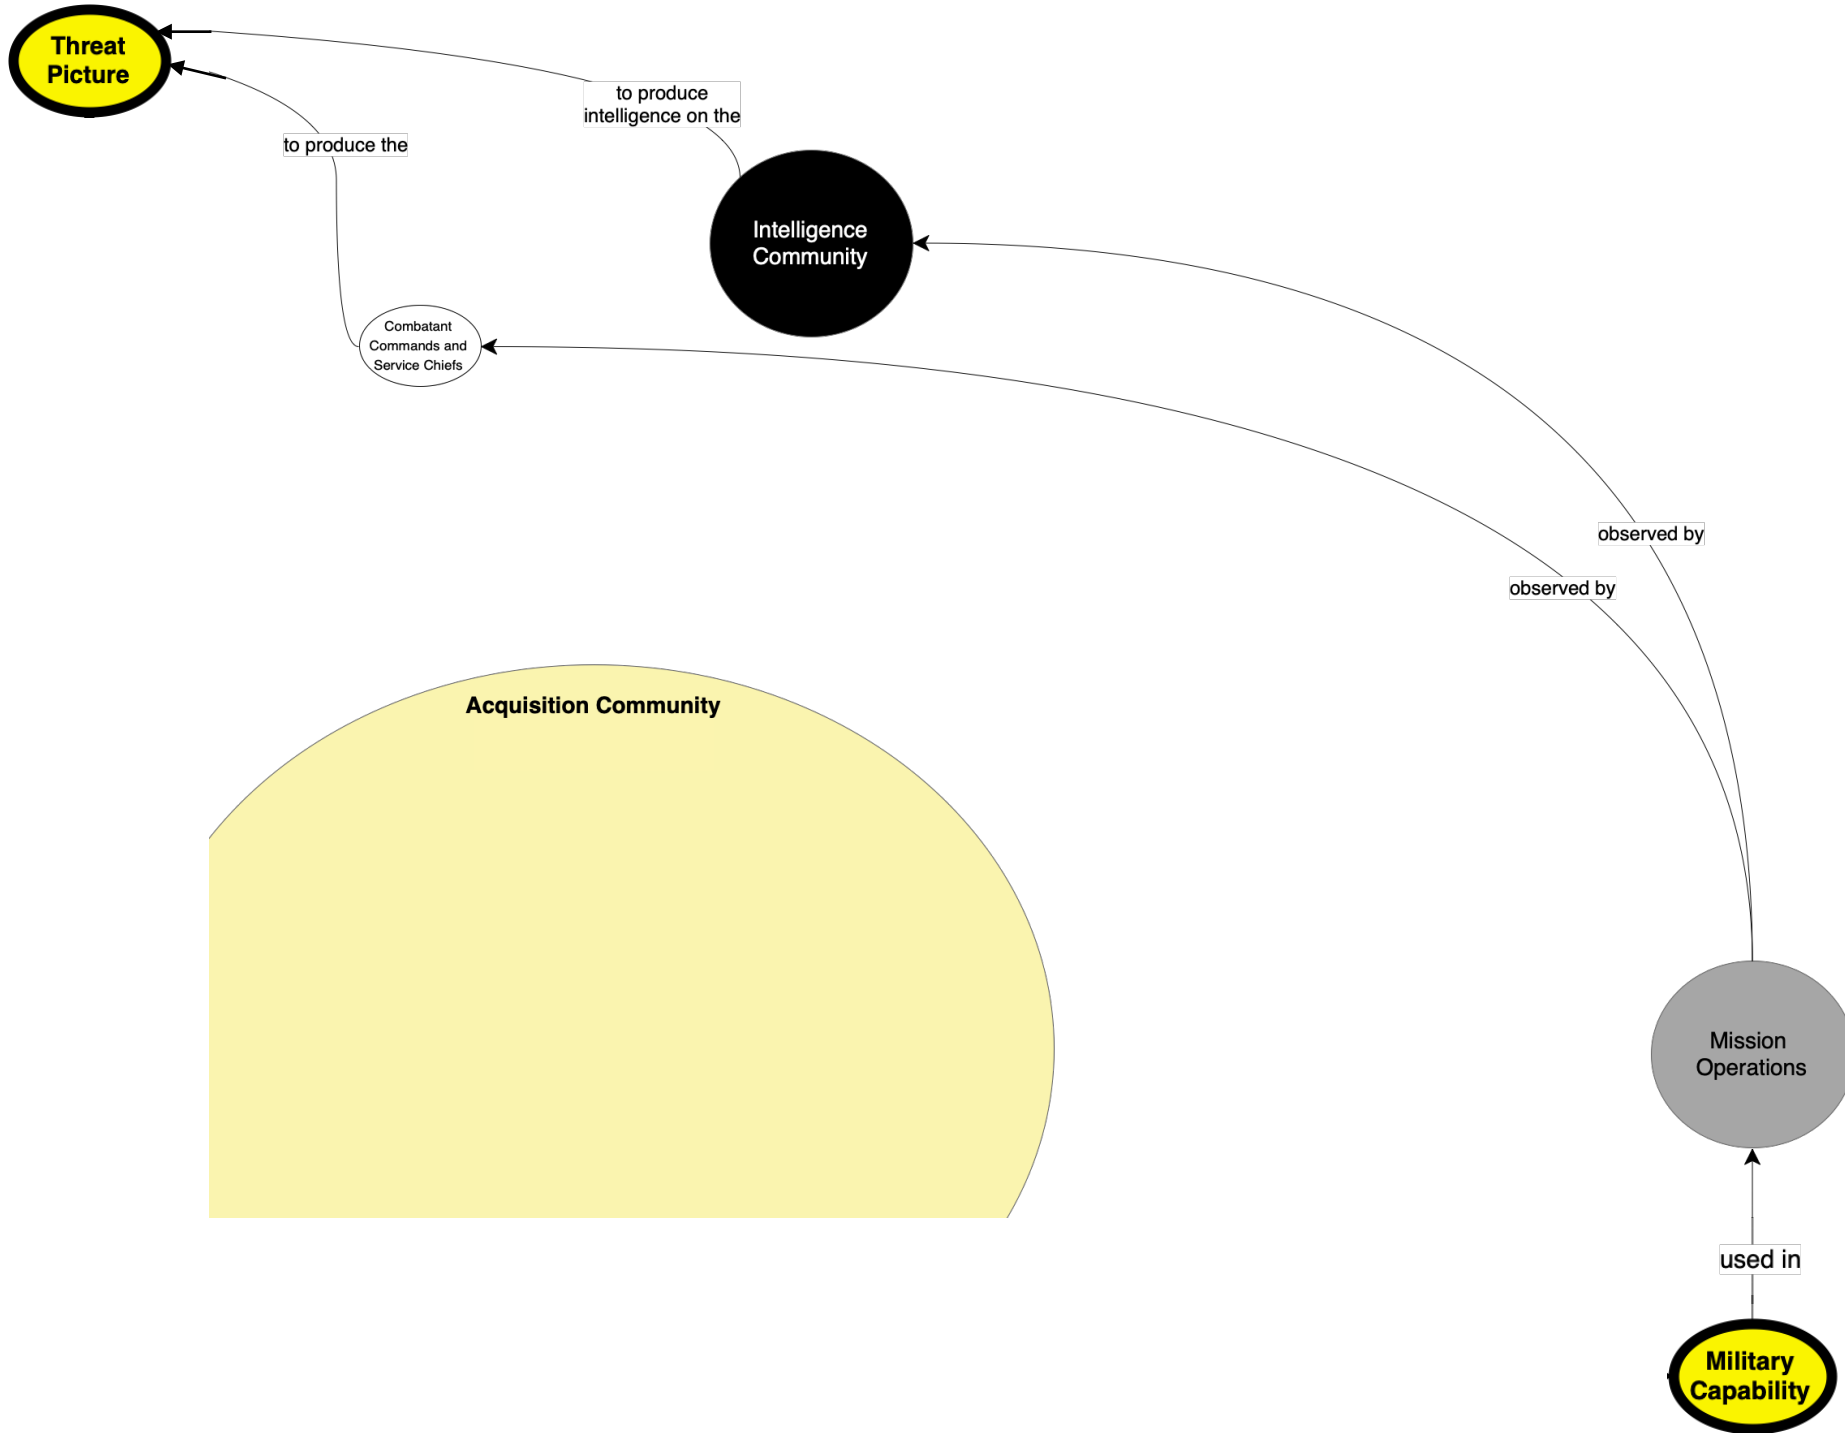 Threat
Picture
to produce
intelligence on the
to produce the
Intelligence
Community
Combatant
Commands and
Service Chiefs
observed by
observed by
Acquisition Community
Mission
Operations
used in
Military
Capability